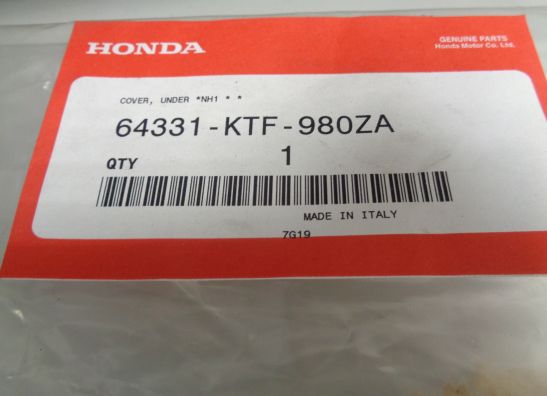 HONDA
GENUINE PARTS
Honda Motor Co., Ltd.
COVER, UNDER *NH1 * *
64331-KTF-980ZA
QTY 1
MADE IN ITALY
7G19